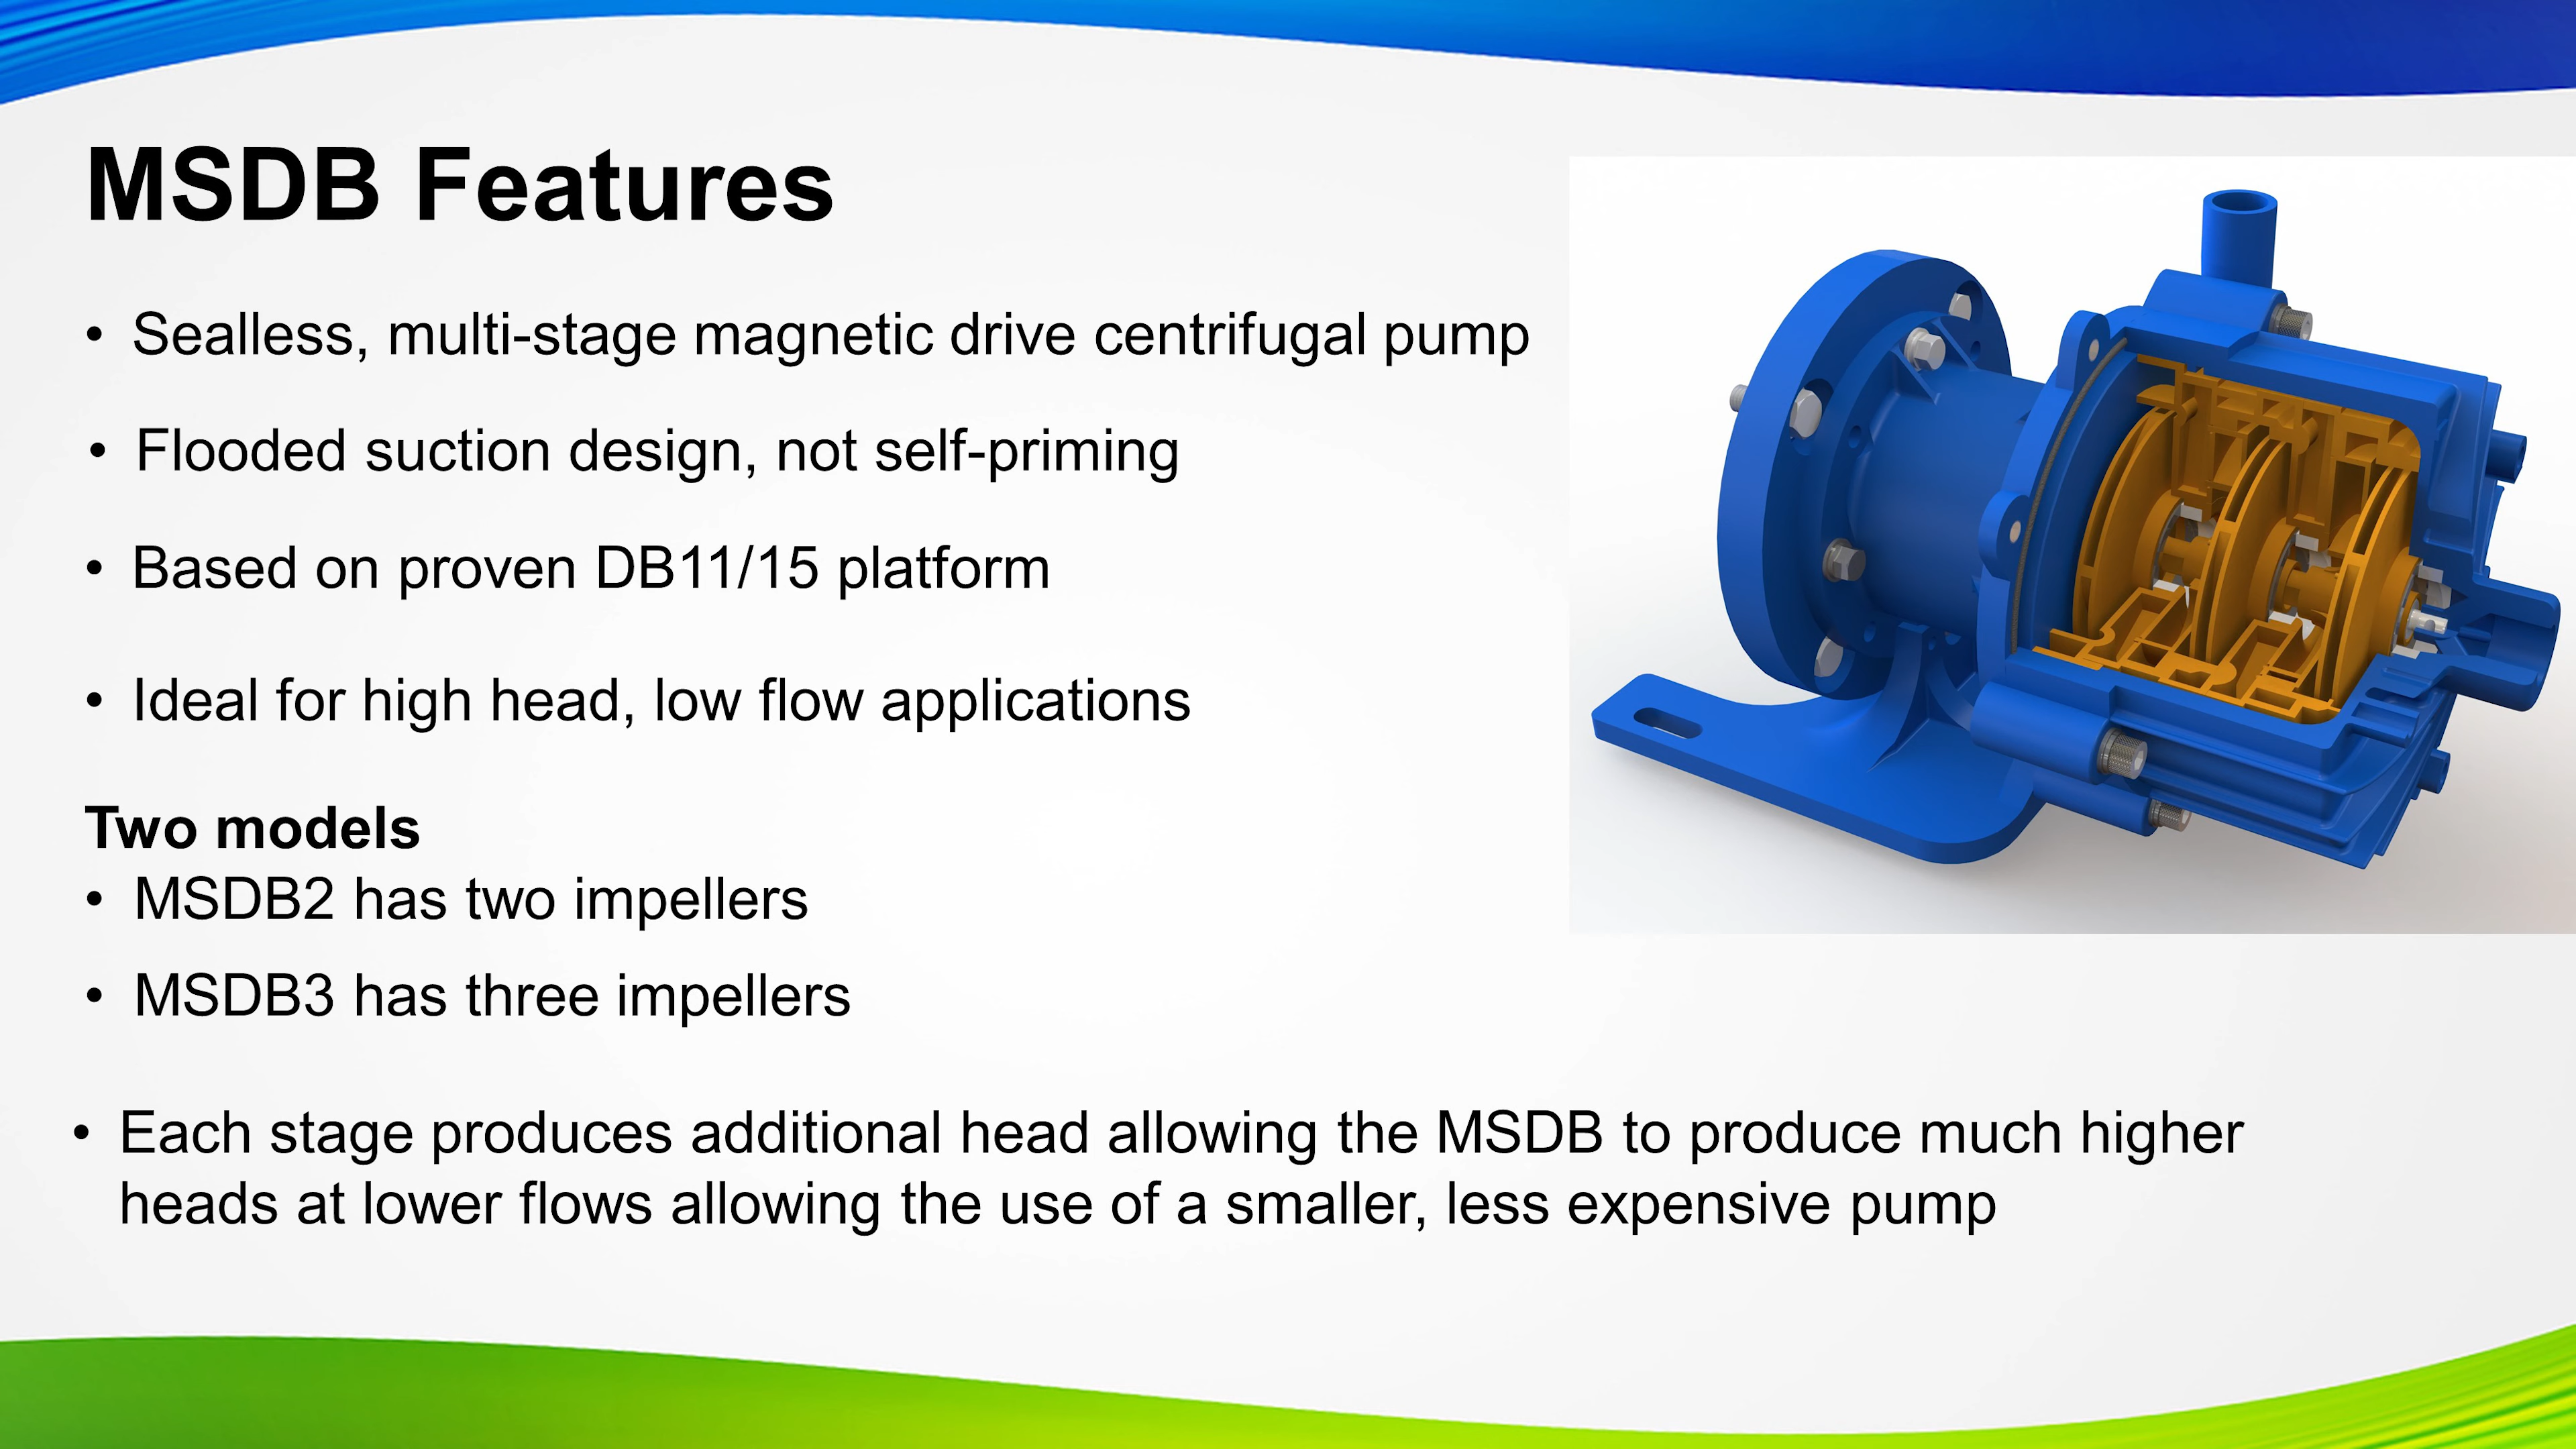 MSDB Features
• Sealless, multi-stage magnetic drive centrifugal pump
• Flooded suction design, not self-priming
• Based on proven DB11/15 platform
• Ideal for high head, low flow applications
Two models
• MSDB2 has two impellers
• MSDB3 has three impellers
• Each stage produces additional head allowing the MSDB to produce much higher
heads at lower flows allowing the use of a smaller, less expensive pump